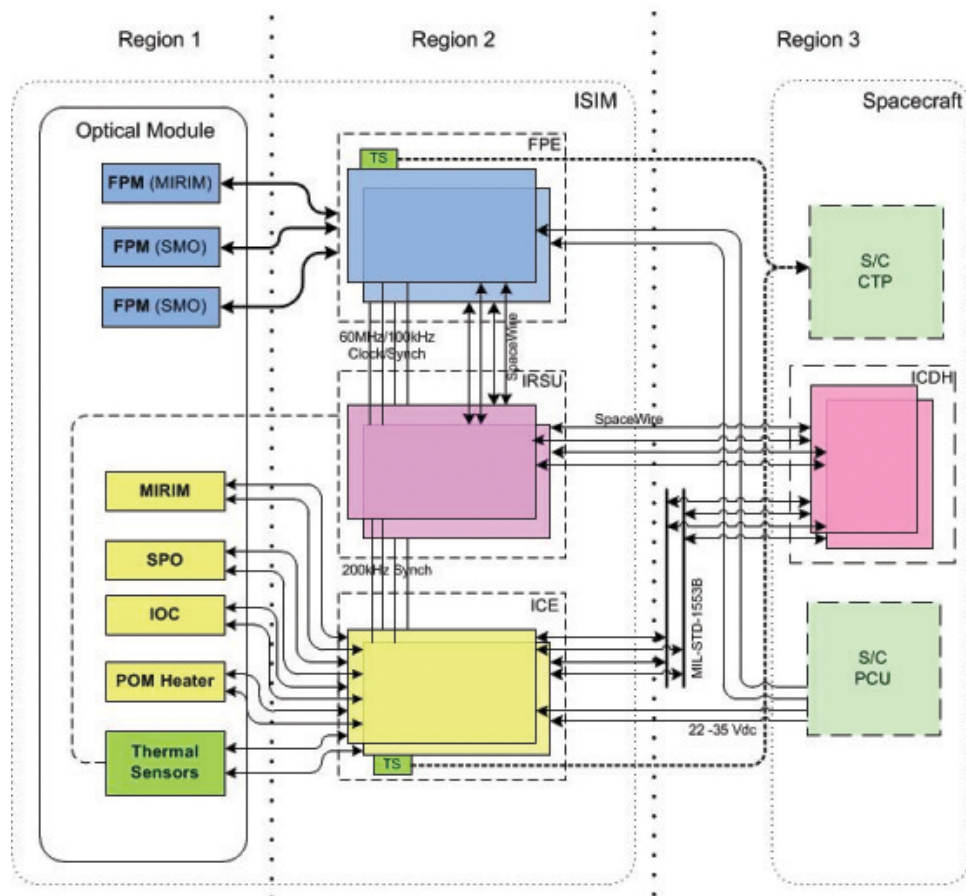 Region 1
Region 2
Region 3
ISIM
Spacecraft
Optical Module
FPE
TS
FPM (MIRIM)
FPM (SMO)
FPM (SMO)
S/C
CTP
60MHz/100kHz
Clock/Synch
SpaceWire
IRSU
ICDH
SpaceWire
MIRIM
SPO
IOC
POM Heater
Thermal
Sensors
200kHz Synch
ICE
MIL-STD-1553B
S/C
PCU
22 -35 Vdc
TS